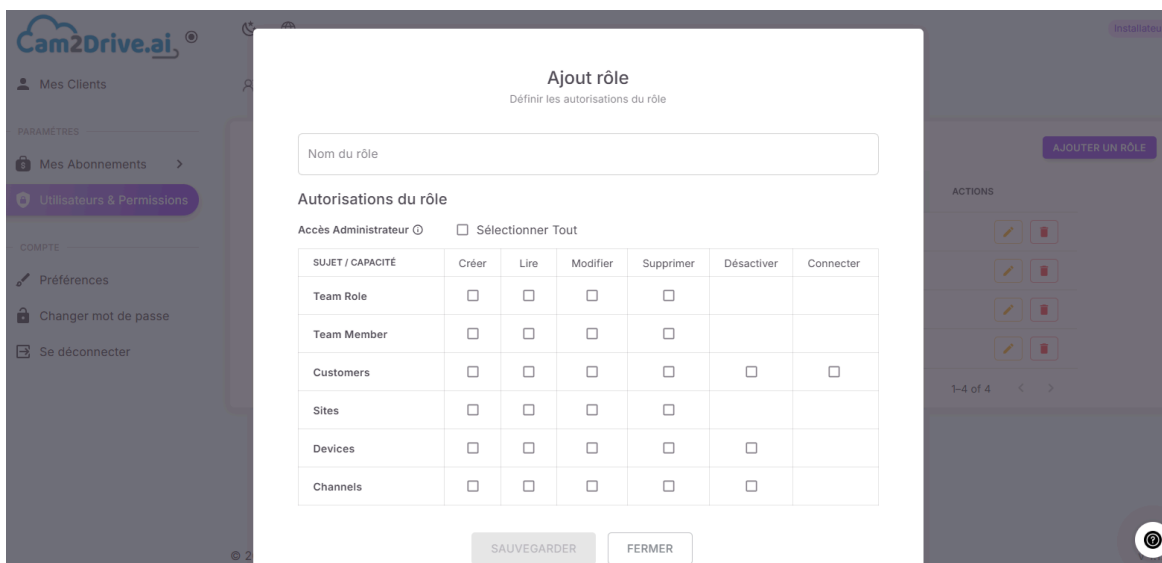 Cam2Drive.ai
Installateu
Mes Clients
PARAMÈTRES
Mes Abonnements
Utilisateurs & Permissions
COMPTE
Préférences
Changer mot de passe
Se déconnecter
AJOUTER UN RÔLE
ACTIONS
1–4 of 4
© 2
Ajout rôle
Définir les autorisations du rôle
Nom du rôle
Autorisations du rôle
Accès Administrateur Sélectionner Tout
SUJET / CAPACITÉ Créer Lire Modifier Supprimer Désactiver Connecter
Team Role
Team Member
Customers
Sites
Devices
Channels
SAUVEGARDER FERMER